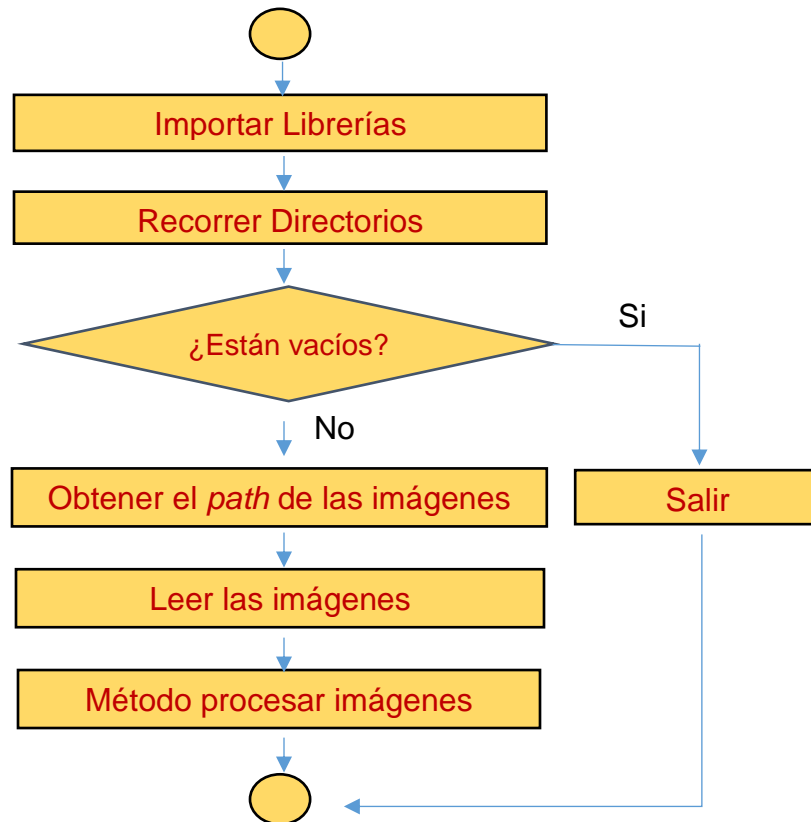 Importar Librerías
Recorrer Directorios
¿Están vacíos?
Si
No
Obtener el path de las imágenes
Salir
Leer las imágenes
Método procesar imágenes